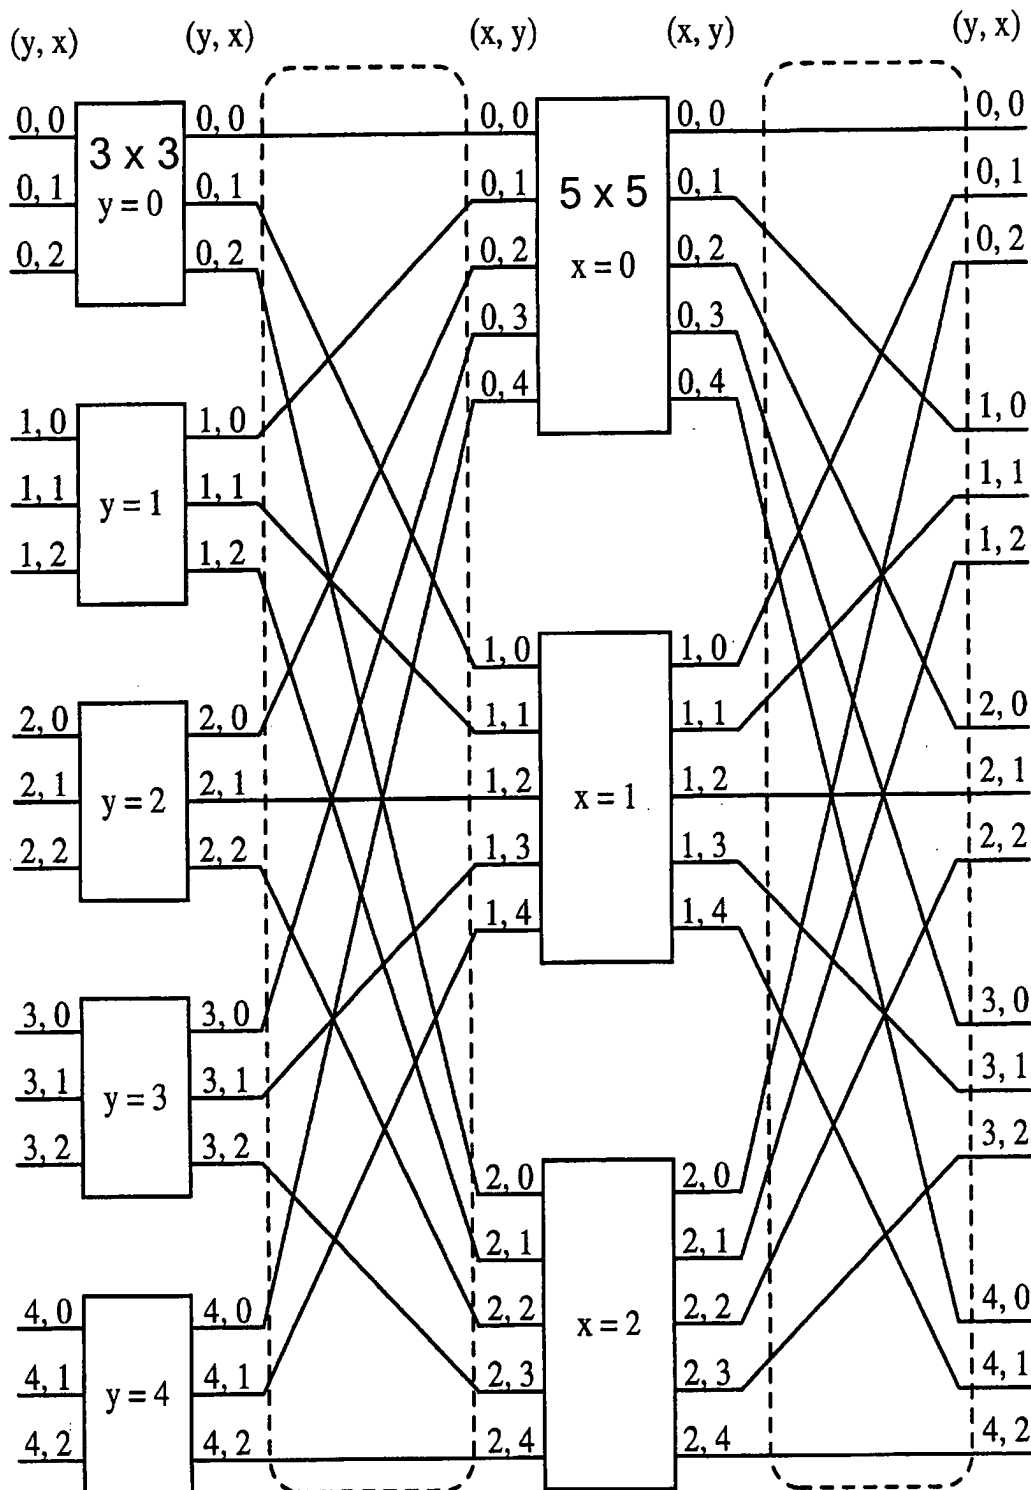 (y, x) (y, x) (x, y) (x, y) (y, x)
0, 0 0, 0 0, 0 0, 0 0, 0
3 x 3
0, 1 y = 0 0, 1 0, 1 5 x 5 0, 1 0, 1
0, 2 0, 2 0, 2 x = 0 0, 2 0, 2
0, 3 0, 3
0, 4 0, 4
1, 0 1, 0 1, 0
1, 1 y = 1 1, 1 1, 1
1, 2 1, 2 1, 2
1, 0 1, 0
2, 0 2, 0 1, 1 1, 1 2, 0
2, 1 y = 2 2, 1 1, 2 x = 1 1, 2 2, 1
2, 2 2, 2 1, 3 1, 3 2, 2
1, 4 1, 4
3, 0 3, 0 3, 0
3, 1 y = 3 3, 1 3, 1
3, 2 3, 2 3, 2
2, 0 2, 0
2, 1 2, 1
4, 0 4, 0 2, 2 x = 2 2, 2 4, 0
4, 1 y = 4 4, 1 2, 3 2, 3 4, 1
4, 2 4, 2 2, 4 2, 4 4, 2